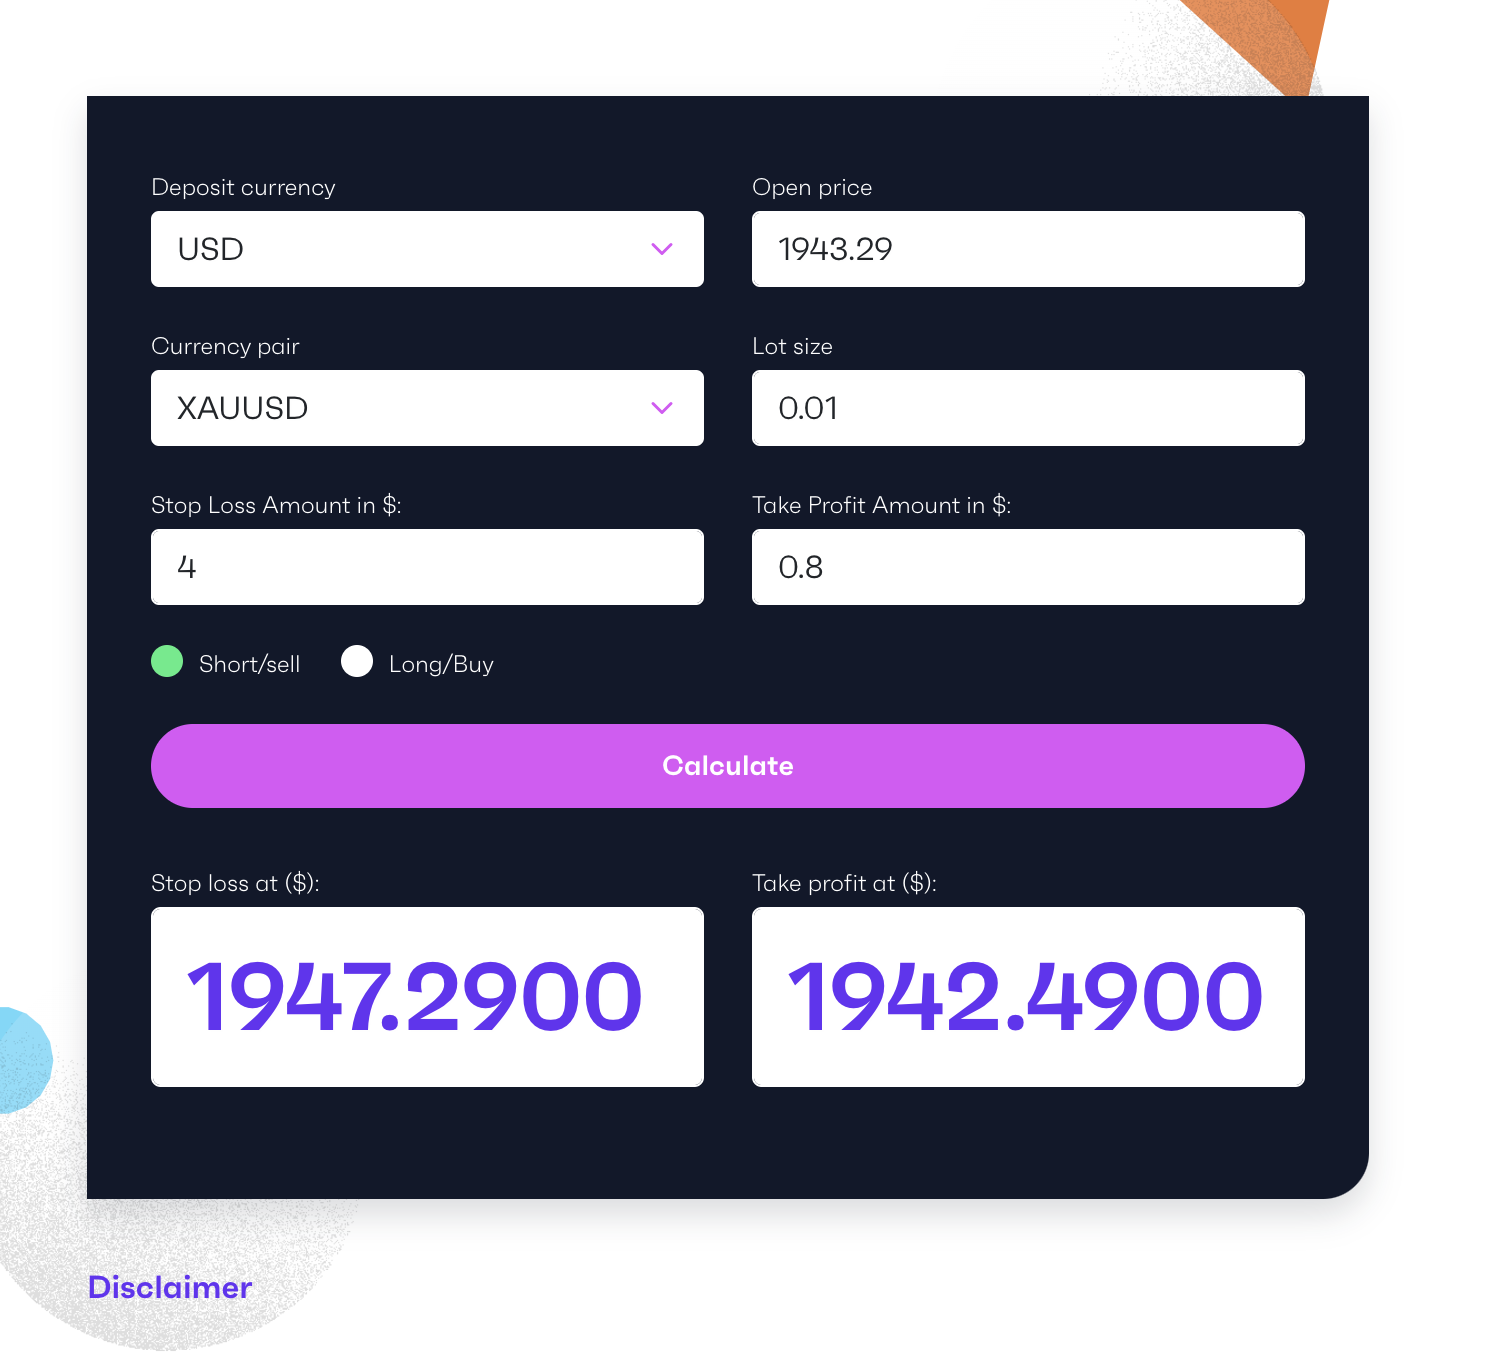 Deposit currency
Open price
USD
1943.29
Currency pair
Lot size
XAUUSD
0.01
Stop Loss Amount in $:
Take Profit Amount in $:
4
0.8
Short/sell
Long/Buy
Calculate
Stop loss at ($):
Take profit at ($):
1947.2900
1942.4900
Disclaimer